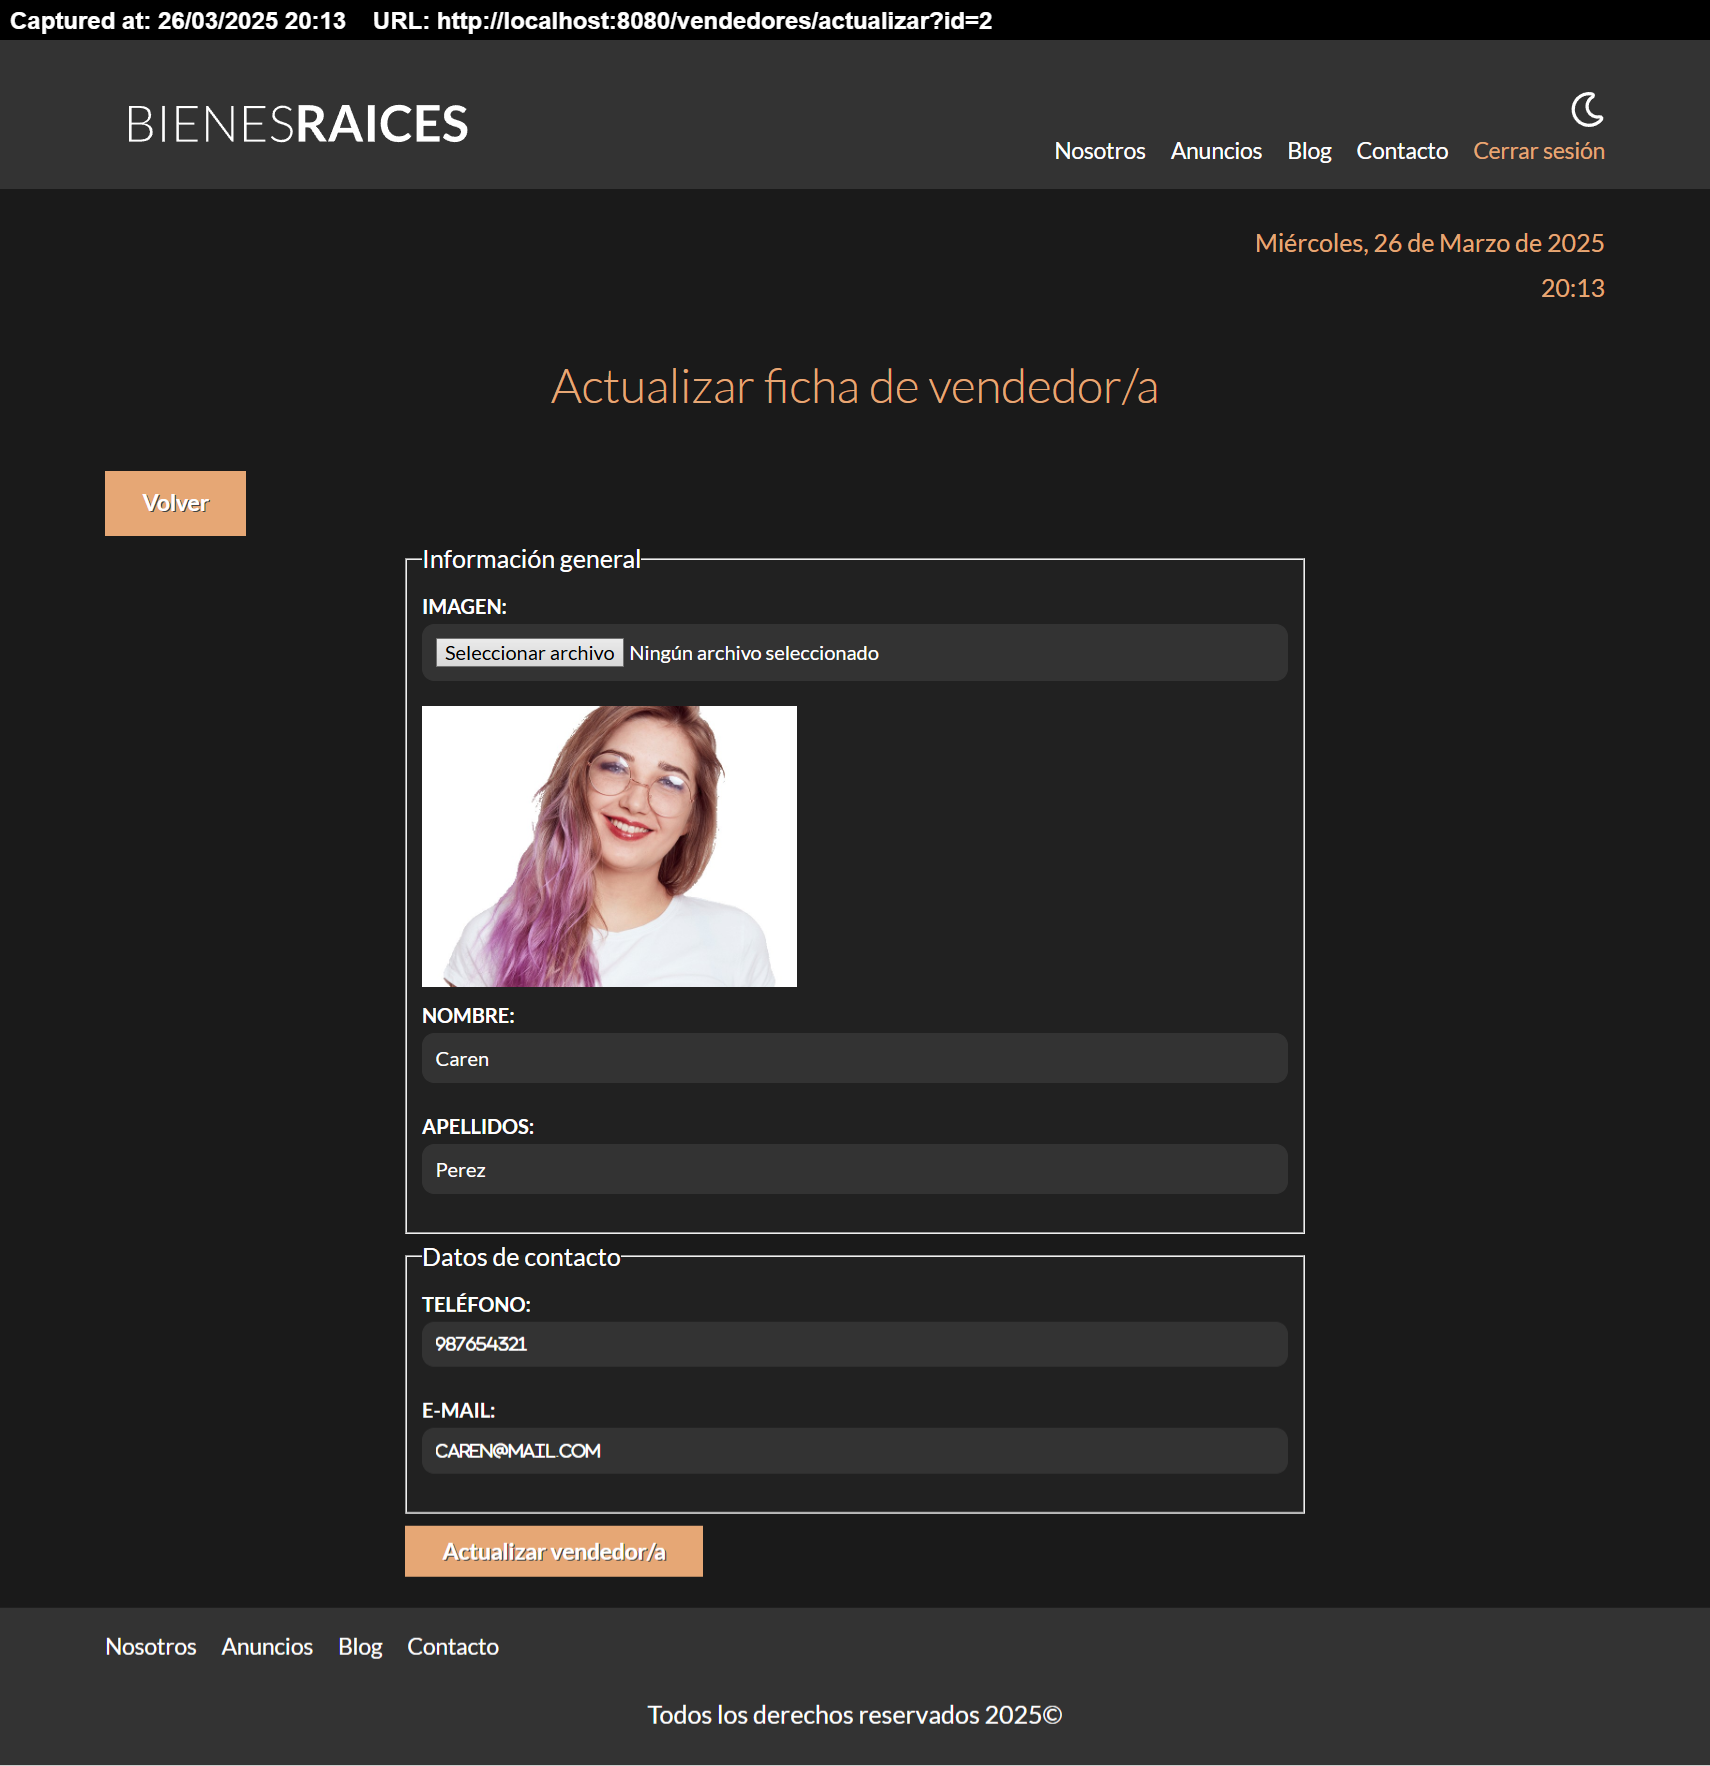 Captured at: 26/03/2025 20:13    URL: http://localhost:8080/vendedores/actualizar?id=2
BIENESRAICES
Nosotros Anuncios Blog Contacto Cerrar sesión
Miércoles, 26 de Marzo de 2025
20:13
Actualizar ficha de vendedor/a
Volver
Información general
IMAGEN:
Seleccionar archivo Ningún archivo seleccionado
NOMBRE:
Caren
APELLIDOS:
Perez
Datos de contacto
TELÉFONO:
987654321
E-MAIL:
CAREN@MAIL.COM
Actualizar vendedor/a
Nosotros Anuncios Blog Contacto
Todos los derechos reservados 2025©